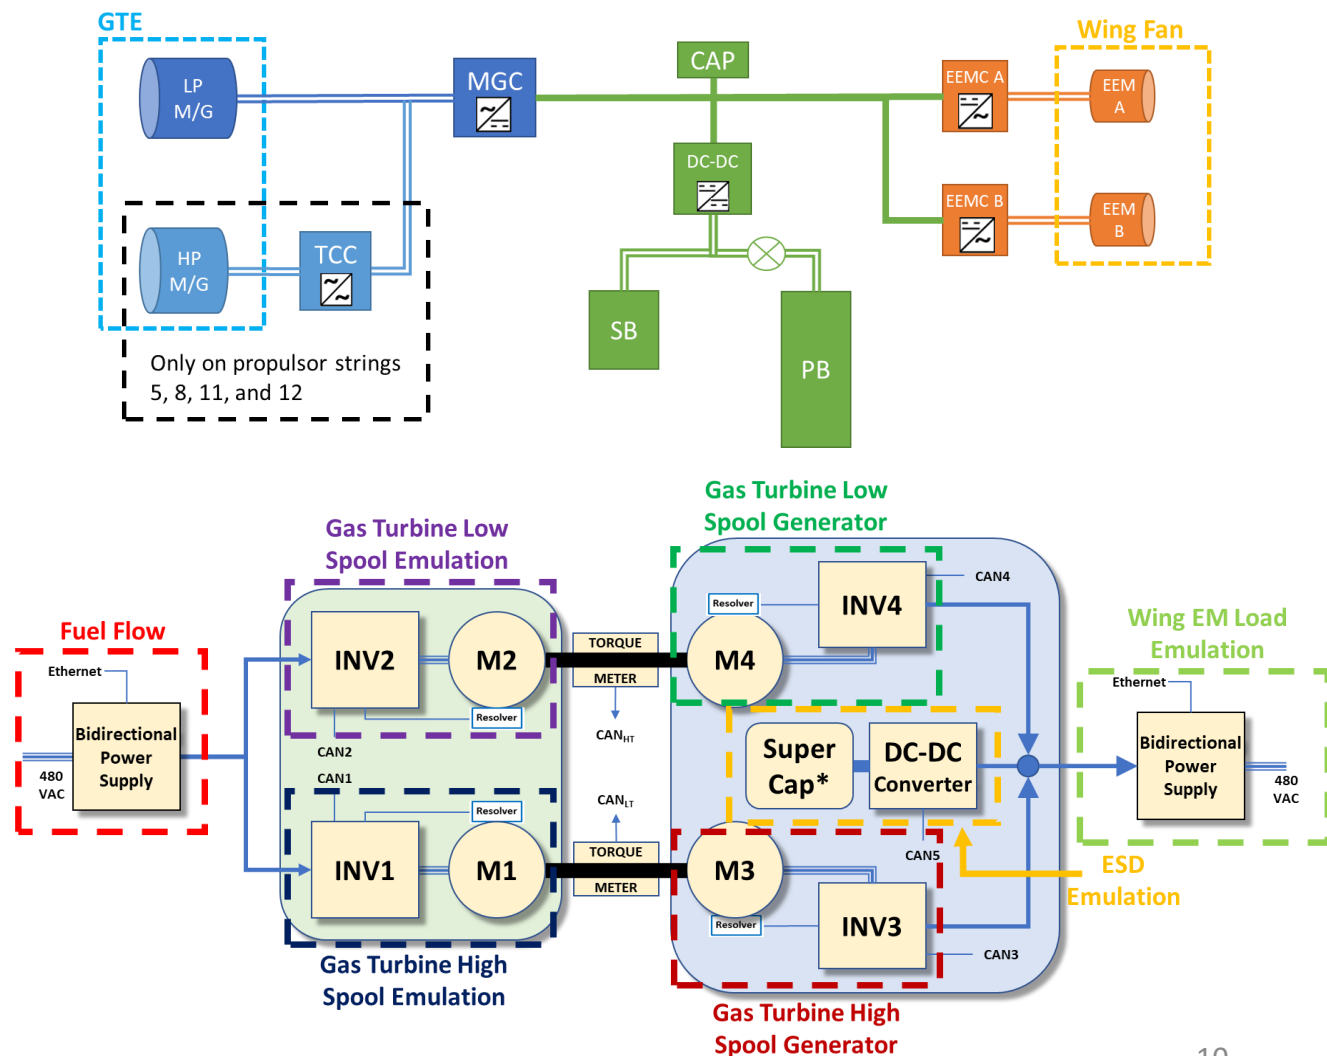 GTE
Wing Fan
LP
M/G
MGC
CAP
EEMC A
EEM
A
DC-DC
EEMC B
EEM
B
HP
M/G
TCC
SB
PB
Only on propulsor strings
5, 8, 11, and 12
Gas Turbine Low
Spool Generator
Gas Turbine Low
Spool Emulation
Fuel Flow
Ethernet
Bidirectional
Power
Supply
480
VAC
INV2
M2
Resolver
CAN2
CAN1
Resolver
INV1
M1
Gas Turbine High
Spool Emulation
TORQUE
METER
CANHT
CANLT
TORQUE
METER
Resolver
M4
INV4
CAN4
Super
Cap*
DC-DC
Converter
CAN5
M3
Resolver
INV3
CAN3
Gas Turbine High
Spool Generator
Wing EM Load
Emulation
Ethernet
Bidirectional
Power
Supply
480
VAC
ESD
Emulation